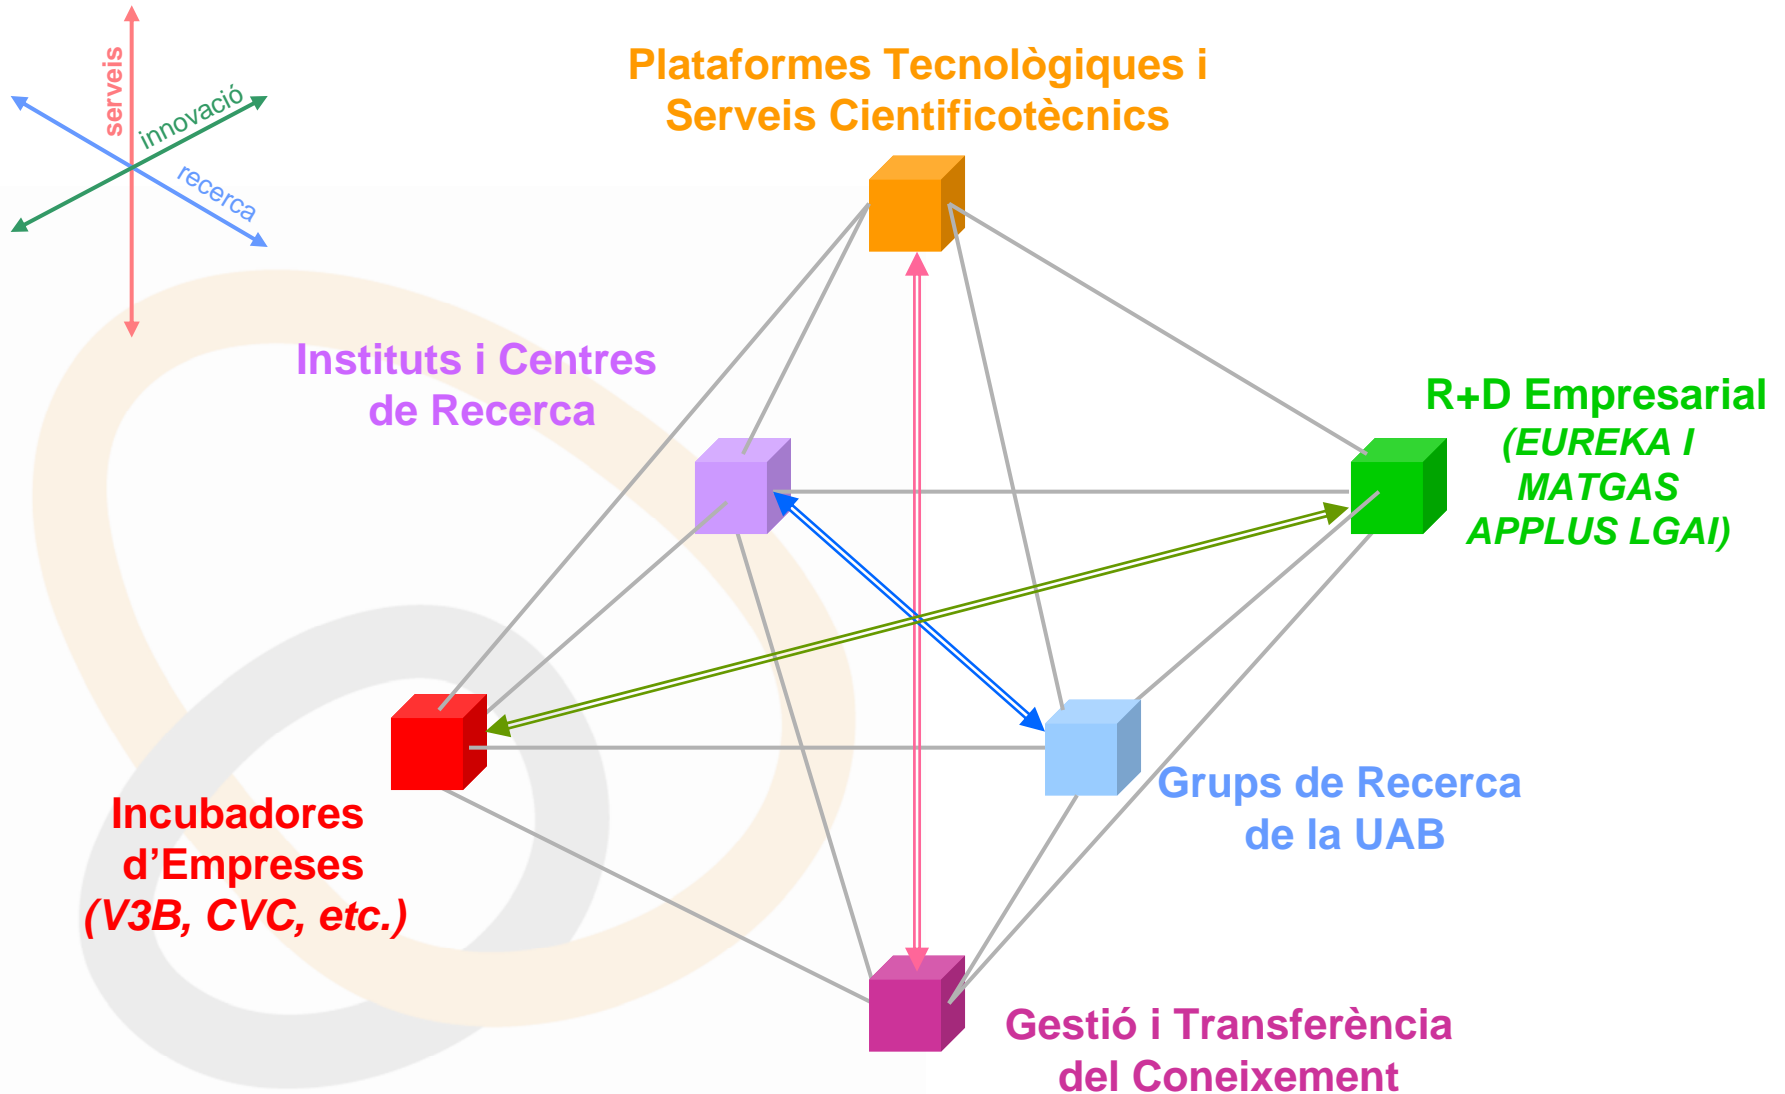 serveis
innovació
recerca
Plataformes Tecnològiques i
Serveis Cientificotècnics
Instituts i Centres
de Recerca
R+D Empresarial
(EUREKA I
MATGAS
APPLUS LGAI)
Incubadores
d’Empreses
(V3B, CVC, etc.)
Grups de Recerca
de la UAB
Gestió i Transferència
del Coneixement